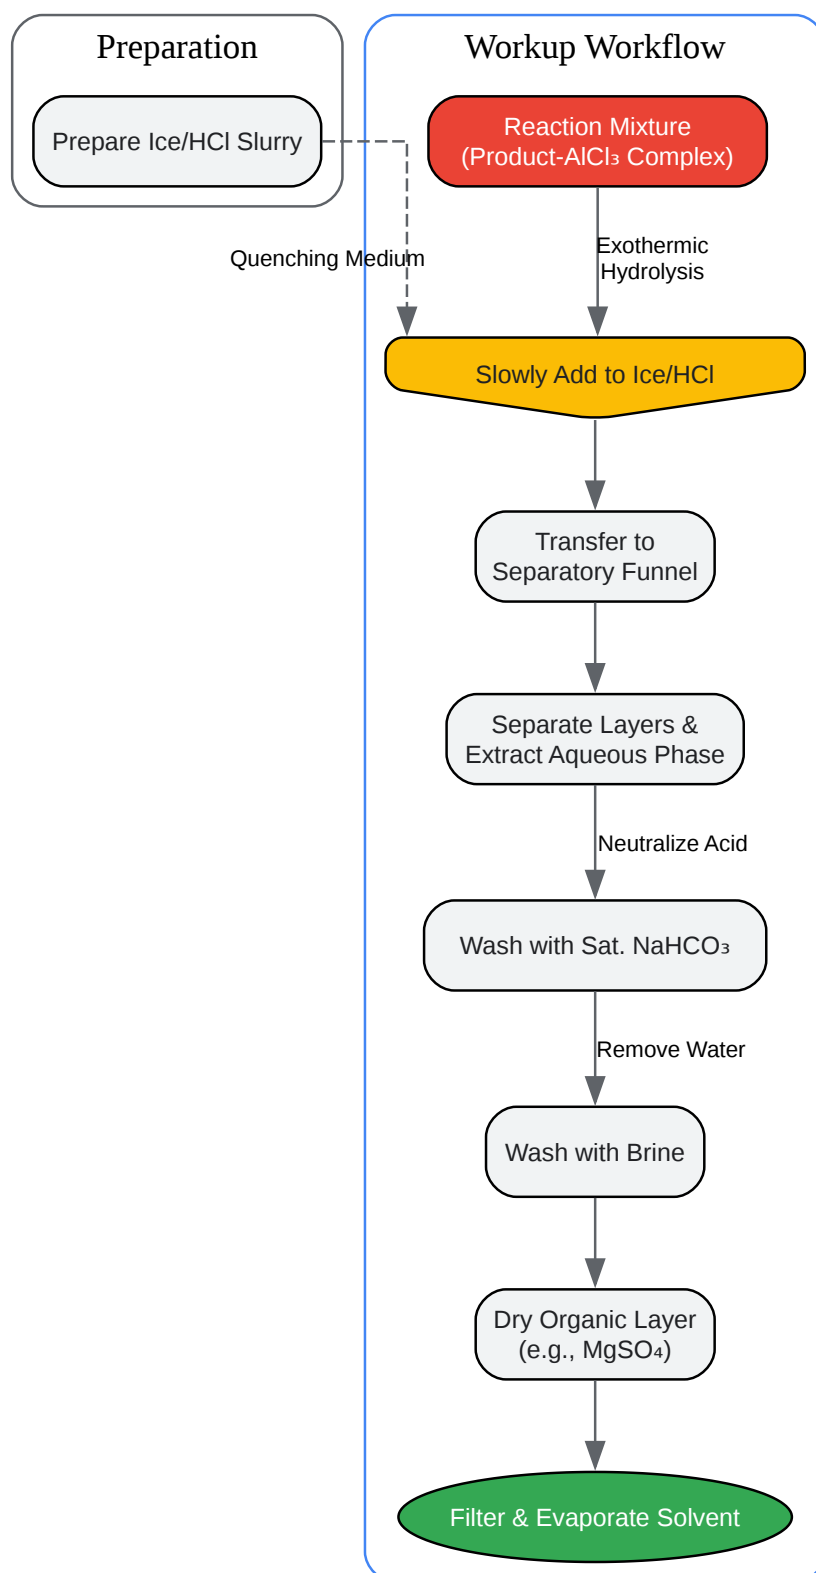 Preparation
Workup Workflow
Prepare Ice/HCl Slurry
Reaction Mixture
(Product-AlCl₃ Complex)
Quenching Medium
Exothermic
Hydrolysis
Slowly Add to Ice/HCl
Transfer to
Separatory Funnel
Separate Layers &
Extract Aqueous Phase
Neutralize Acid
Wash with Sat. NaHCO₃
Remove Water
Wash with Brine
Dry Organic Layer
(e.g., MgSO₄)
Filter & Evaporate Solvent